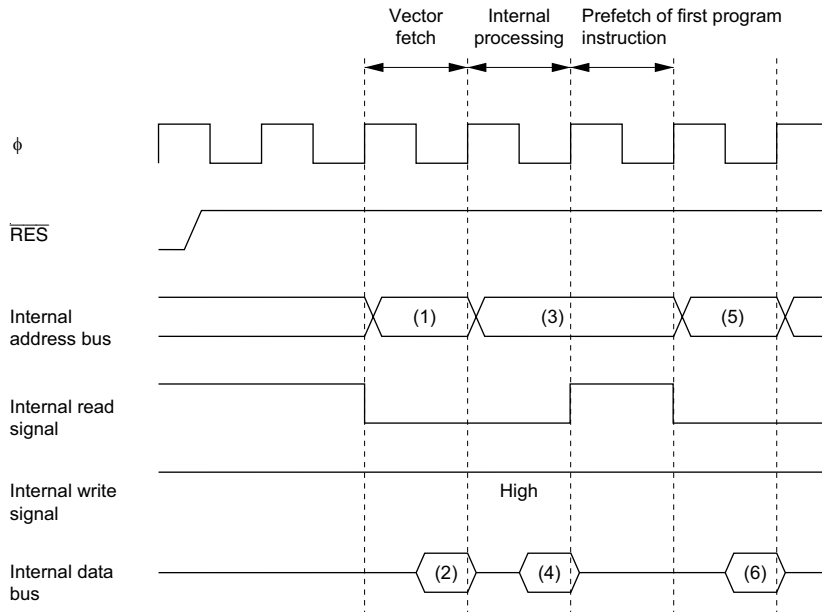 Vector
fetch
Internal
processing
Prefetch of first program
instruction
ϕ
RES
Internal
address bus
(1)
(3)
(5)
Internal read
signal
Internal write
signal
High
Internal data
bus
(2)
(4)
(6)